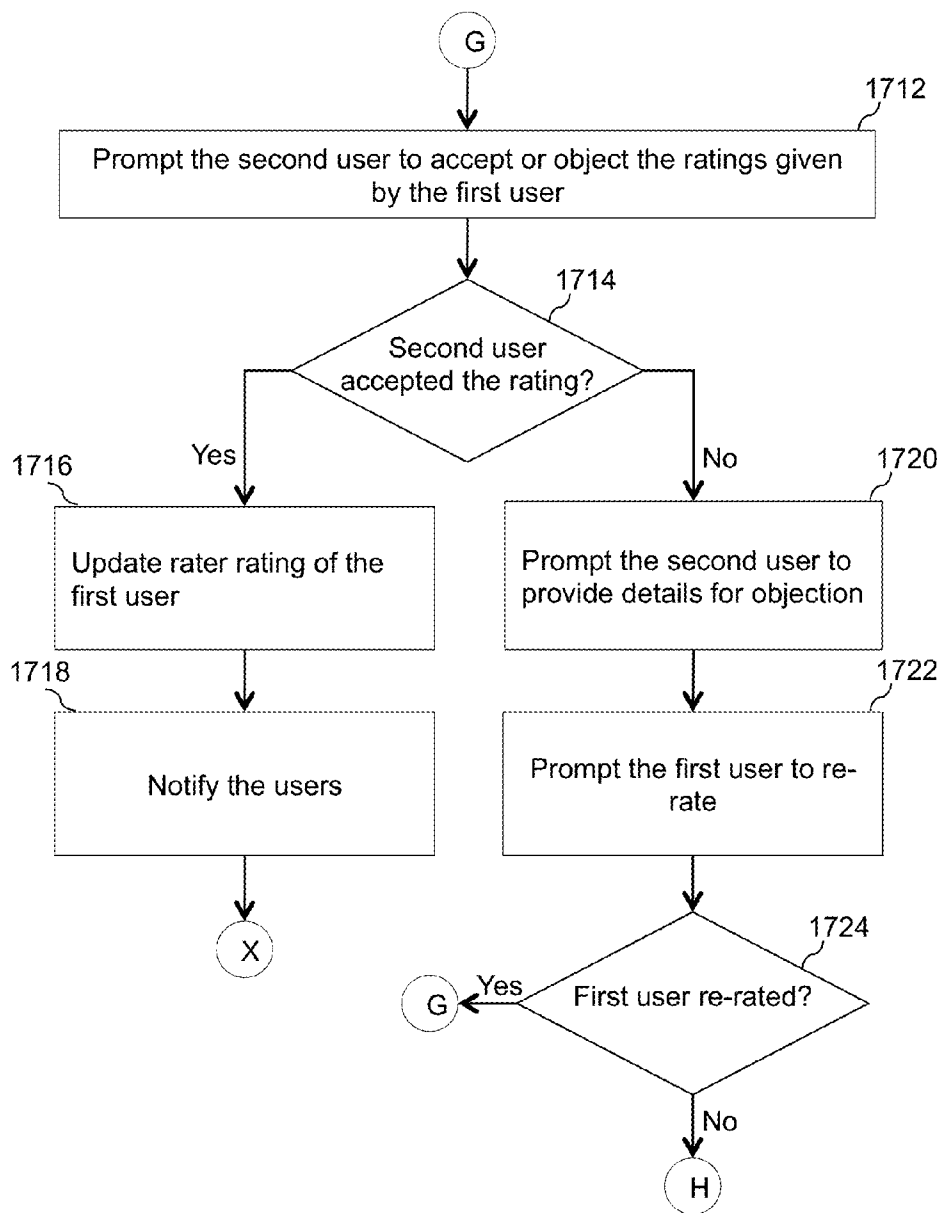 G
1712
Prompt the second user to accept or object the ratings given
by the first user
1714
Second user
accepted the rating?
Yes
No
1716
Update rater rating of the
first user
1720
Prompt the second user to
provide details for objection
1718
Notify the users
1722
Prompt the first user to re-
rate
X
1724
First user re-rated?
Yes
G
No
H